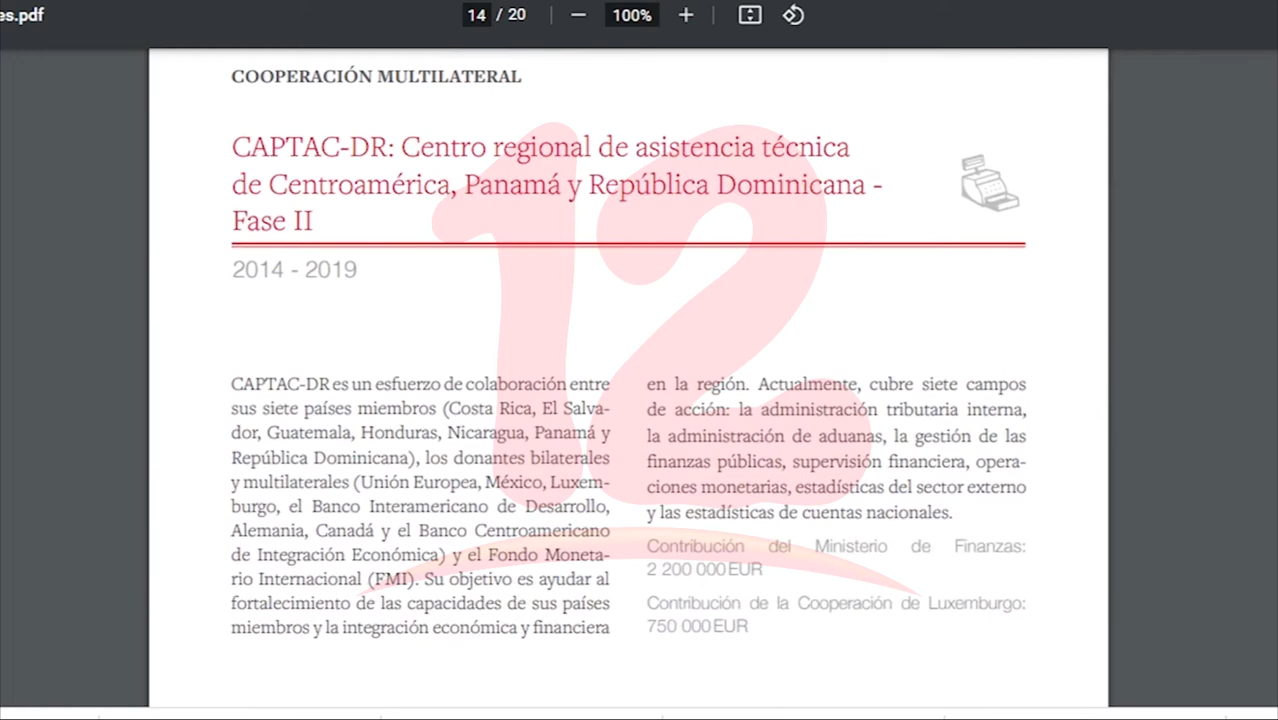 es.pdf
14 / 20
100%
COOPERACIÓN MULTILATERAL
CAPTAC-DR: Centro regional de asistencia técnica
de Centroamérica, Panamá y República Dominicana -
Fase II
2014 - 2019
CAPTAC-DR es un esfuerzo de colaboración entre
sus siete países miembros (Costa Rica, El Salva-
dor, Guatemala, Honduras, Nicaragua, Panamá y
República Dominicana), los donantes bilaterales
y multilaterales (Unión Europea, México, Luxem-
burgo, el Banco Interamericano de Desarrollo,
Alemania, Canadá y el Banco Centroamericano
de Integración Económica) y el Fondo Moneta-
rio Internacional (FMI). Su objetivo es ayudar al
fortalecimiento de las capacidades de sus países
miembros y la integración económica y financiera
en la región. Actualmente, cubre siete campos
de acción: la administración tributaria interna,
la administración de aduanas, la gestión de las
finanzas públicas, supervisión financiera, opera-
ciones monetarias, estadísticas del sector externo
y las estadísticas de cuentas nacionales.
Contribución del Ministerio de Finanzas:
2 200 000 EUR
Contribución de la Cooperación de Luxemburgo:
750 000 EUR
12